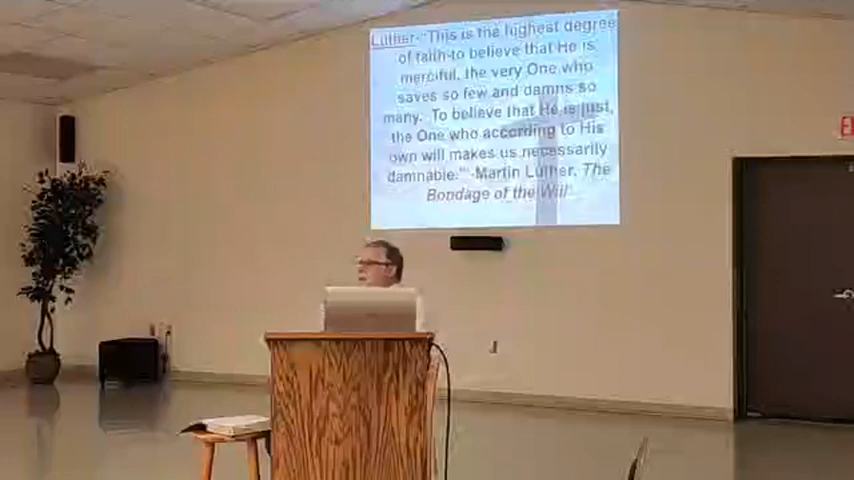 Luther-"This is the highest degree
of faith-to believe that He is
merciful, the very One who
saves so few and damns so
many. To believe that He is just,
the One who according to His
own will makes us necessarily
damnable."-Martin Luther, The
Bondage of the Will